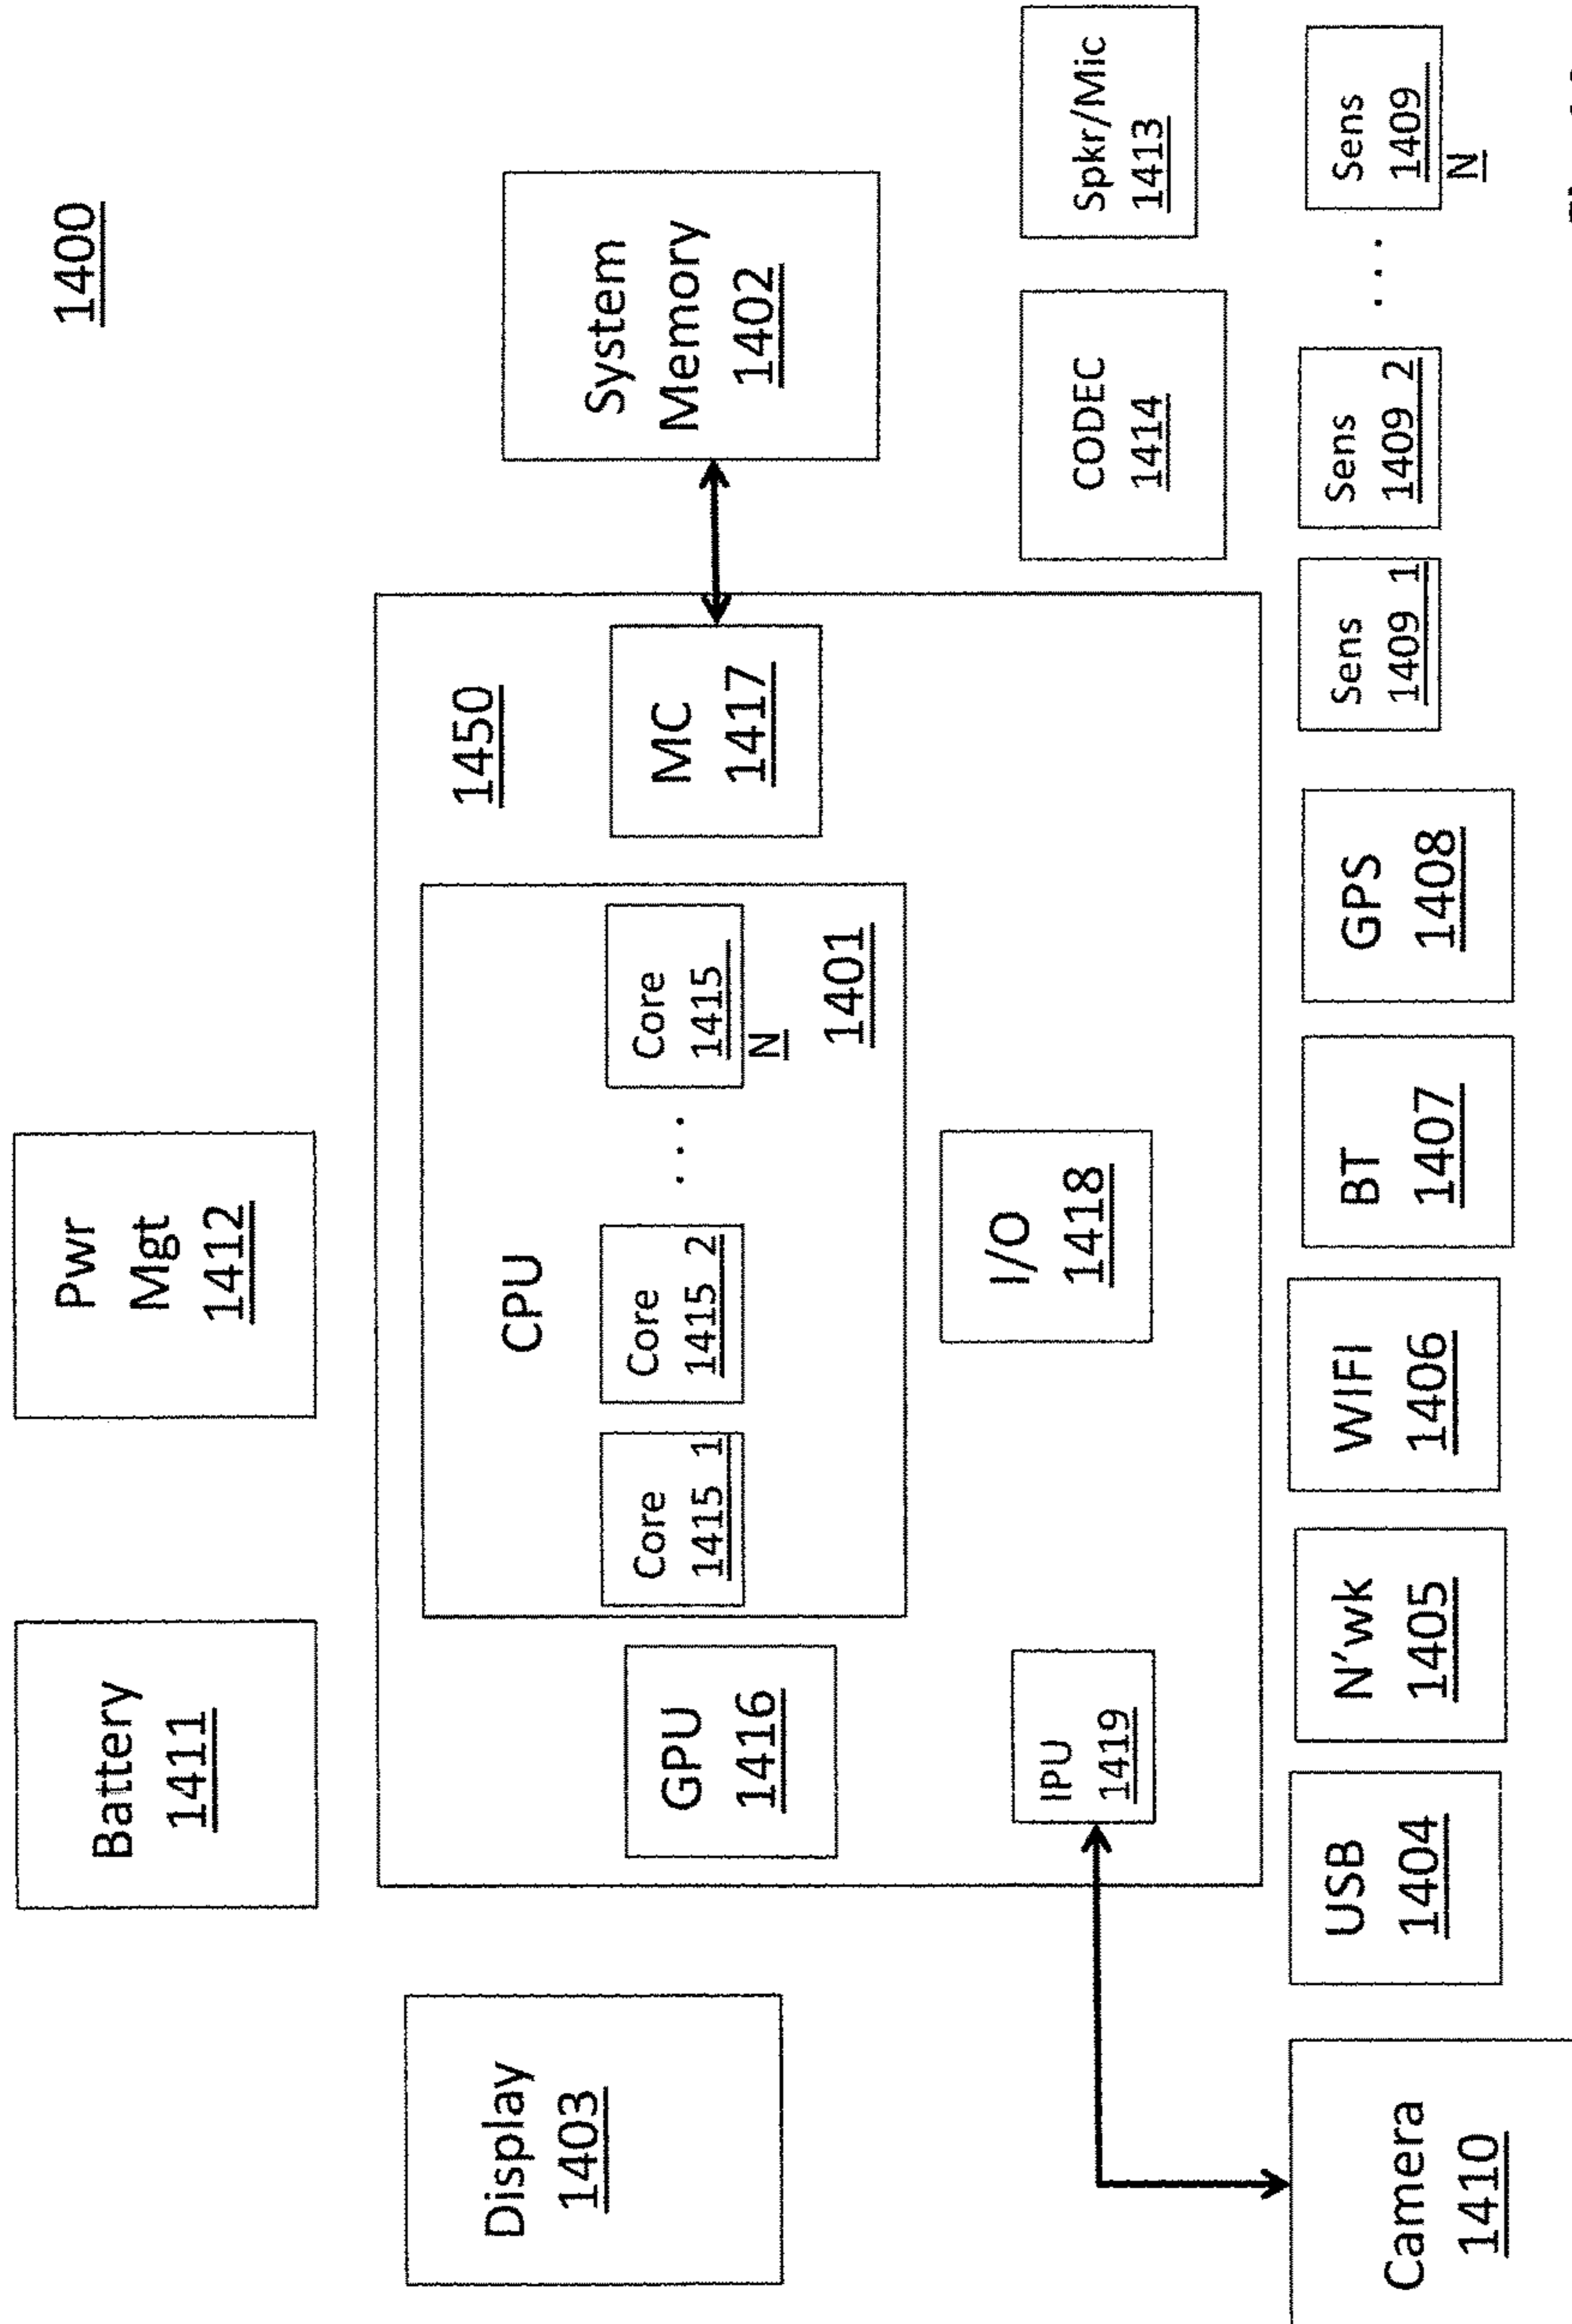 1400
Battery
1411
Pwr
Mgt
1412
Display
1403
1450
CPU
Core
1415_1
Core
1415_2
. . .
Core
1415_
N
1401
GPU
1416
MC
1417
System
Memory
1402
IPU
1419
I/O
1418
CODEC
1414
Spkr/Mic
1413
Camera
1410
USB
1404
N'wk
1405
WIFI
1406
BT
1407
GPS
1408
Sens
1409_1
Sens
1409_2
. . .
Sens
1409_
N